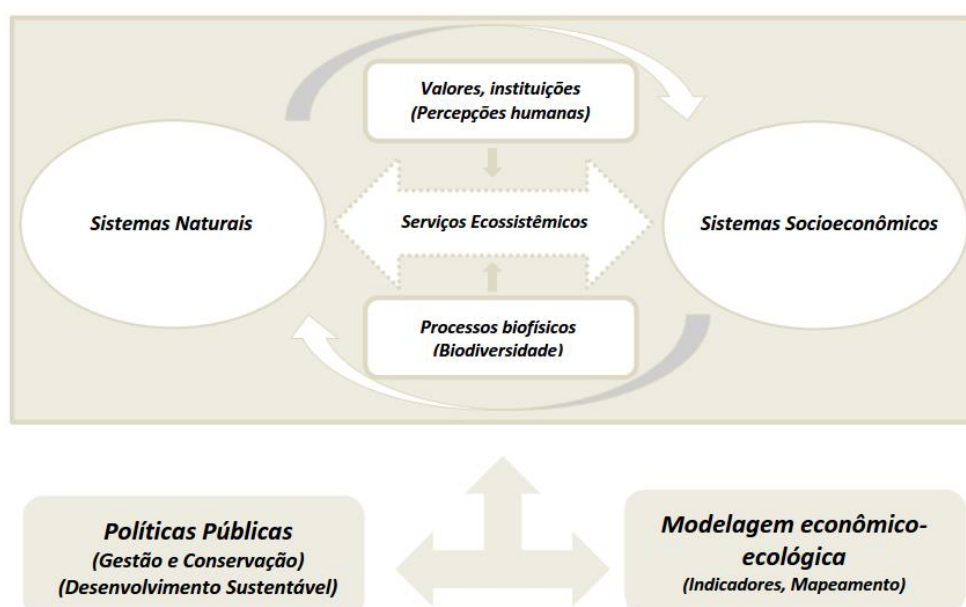 Valores, instituições
(Percepções humanas)
Sistemas Naturais
Serviços Ecossistêmicos
Sistemas Socioeconômicos
Processos biofísicos
(Biodiversidade)
Políticas Públicas
(Gestão e Conservação)
(Desenvolvimento Sustentável)
Modelagem econômico-
ecológica
(Indicadores, Mapeamento)